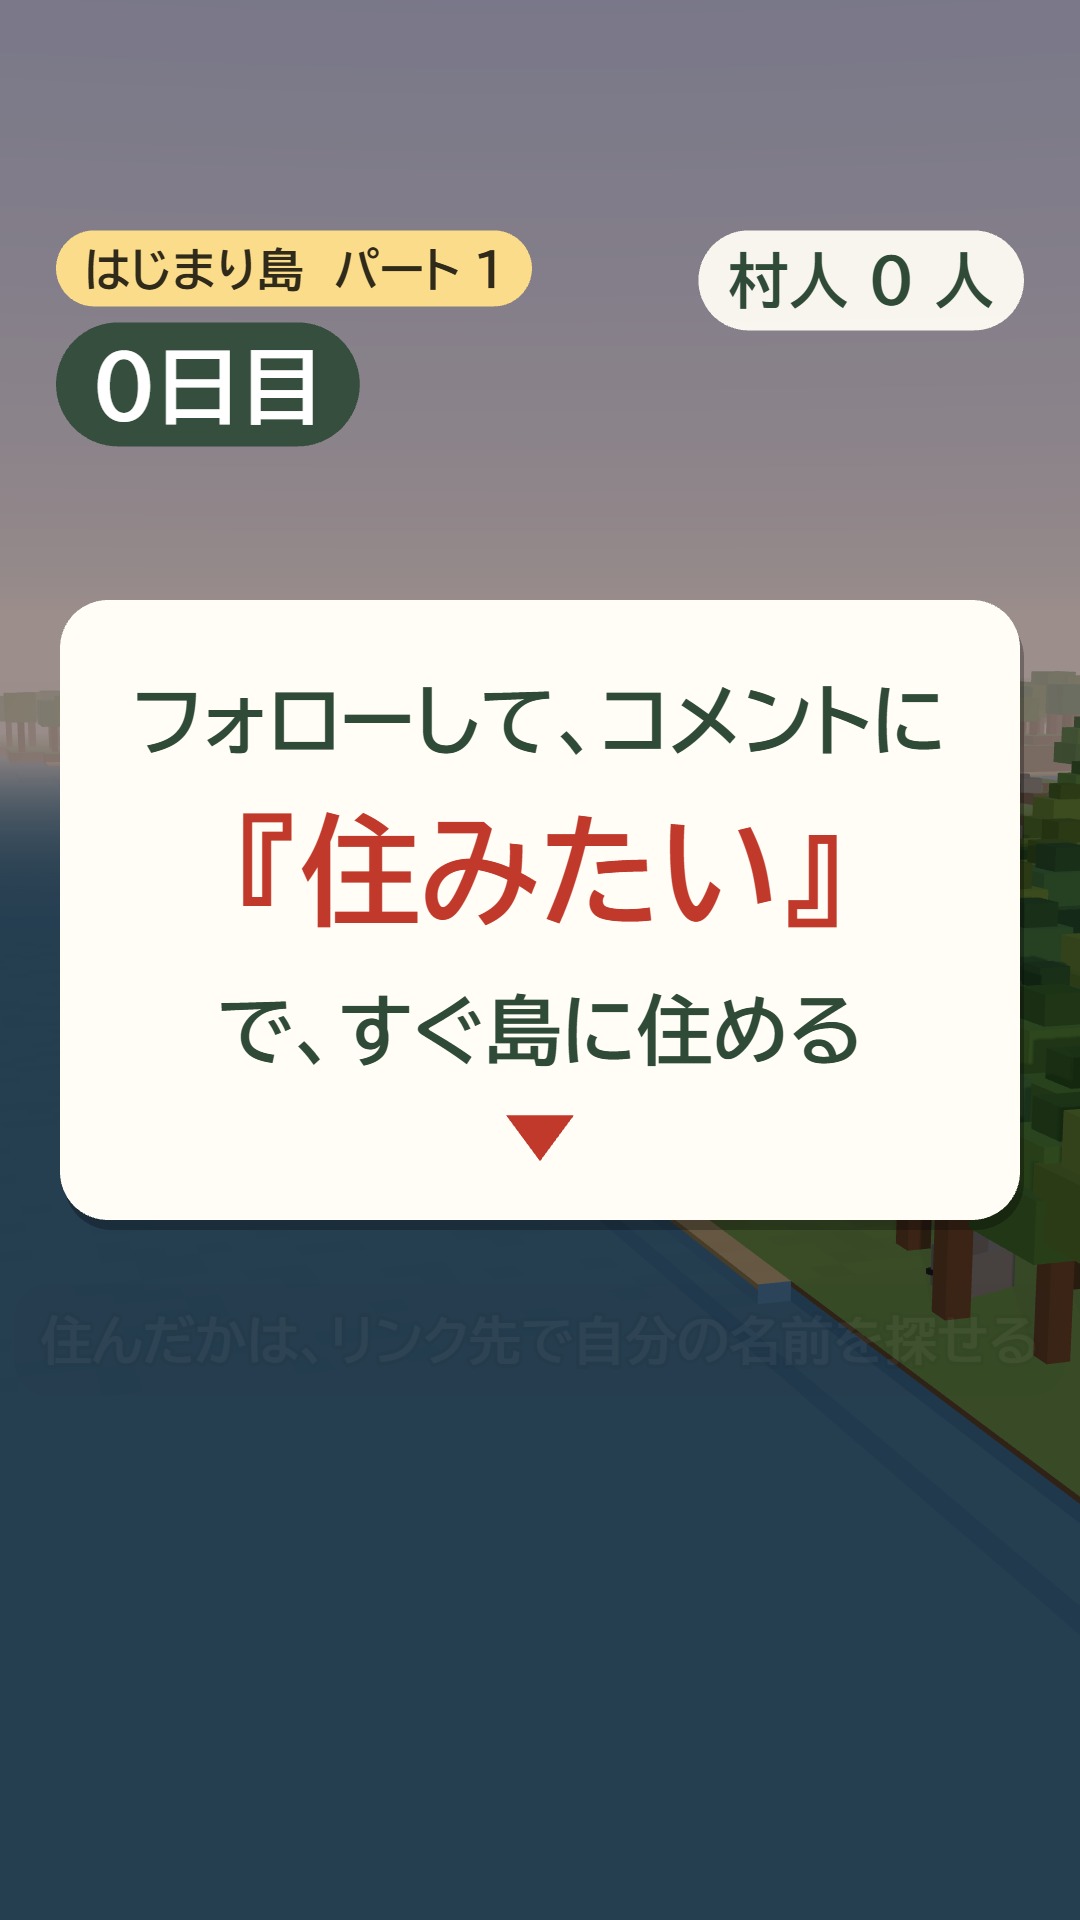 はじまり島 パート 1
村人 0 人
0日目
フォローして、コメントに
『住みたい』
で、すぐ島に住める
住んだかは、リンク先で自分の名前を探せる